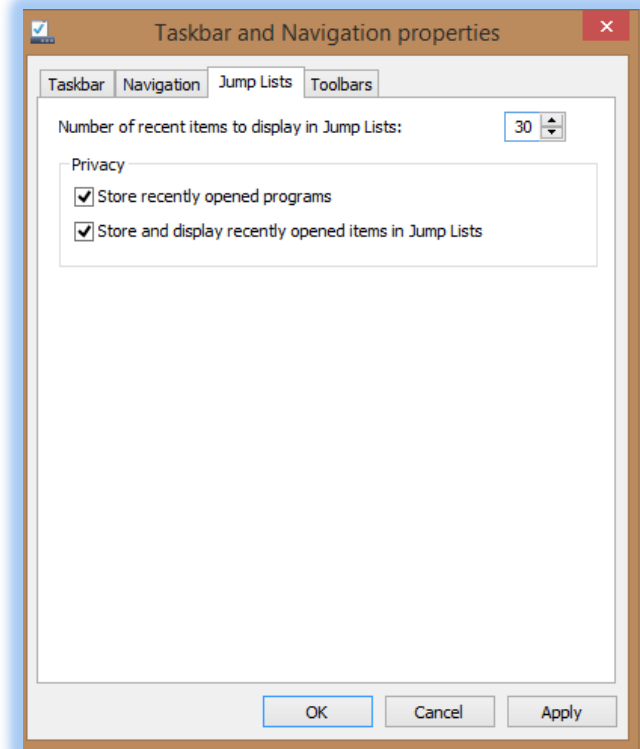 Taskbar and Navigation properties
Taskbar Navigation Jump Lists Toolbars
Number of recent items to display in Jump Lists: 30
Privacy
Store recently opened programs
Store and display recently opened items in Jump Lists
OK Cancel Apply